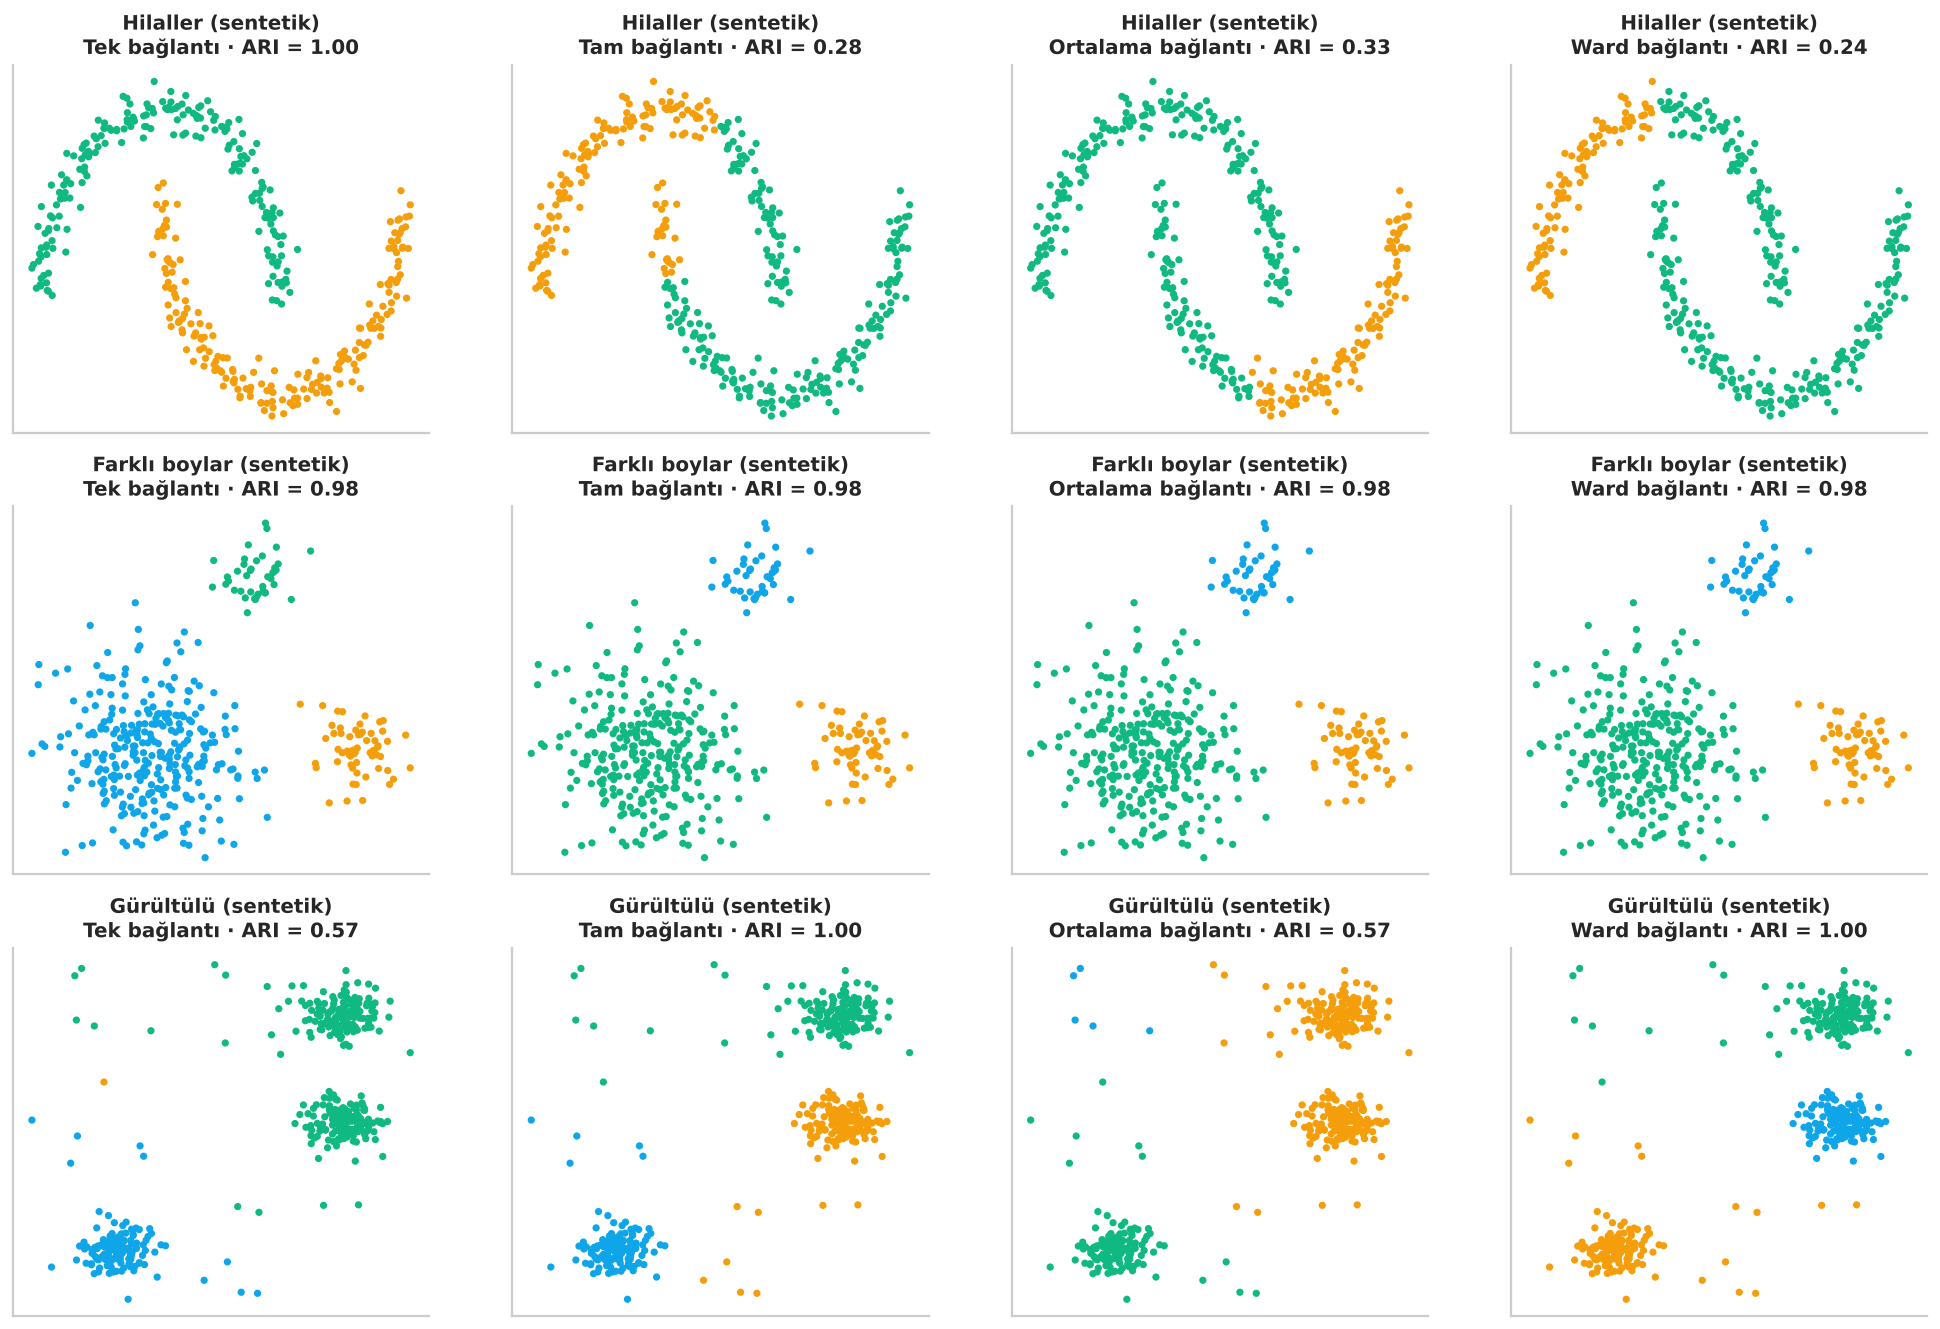 Hilaller (sentetik)
Tek bağlantı · ARI = 1.00
Hilaller (sentetik)
Tam bağlantı · ARI = 0.28
Hilaller (sentetik)
Ortalama bağlantı · ARI = 0.33
Hilaller (sentetik)
Ward bağlantı · ARI = 0.24
Farklı boylar (sentetik)
Tek bağlantı · ARI = 0.98
Farklı boylar (sentetik)
Tam bağlantı · ARI = 0.98
Farklı boylar (sentetik)
Ortalama bağlantı · ARI = 0.98
Farklı boylar (sentetik)
Ward bağlantı · ARI = 0.98
Gürültülü (sentetik)
Tek bağlantı · ARI = 0.57
Gürültülü (sentetik)
Tam bağlantı · ARI = 1.00
Gürültülü (sentetik)
Ortalama bağlantı · ARI = 0.57
Gürültülü (sentetik)
Ward bağlantı · ARI = 1.00